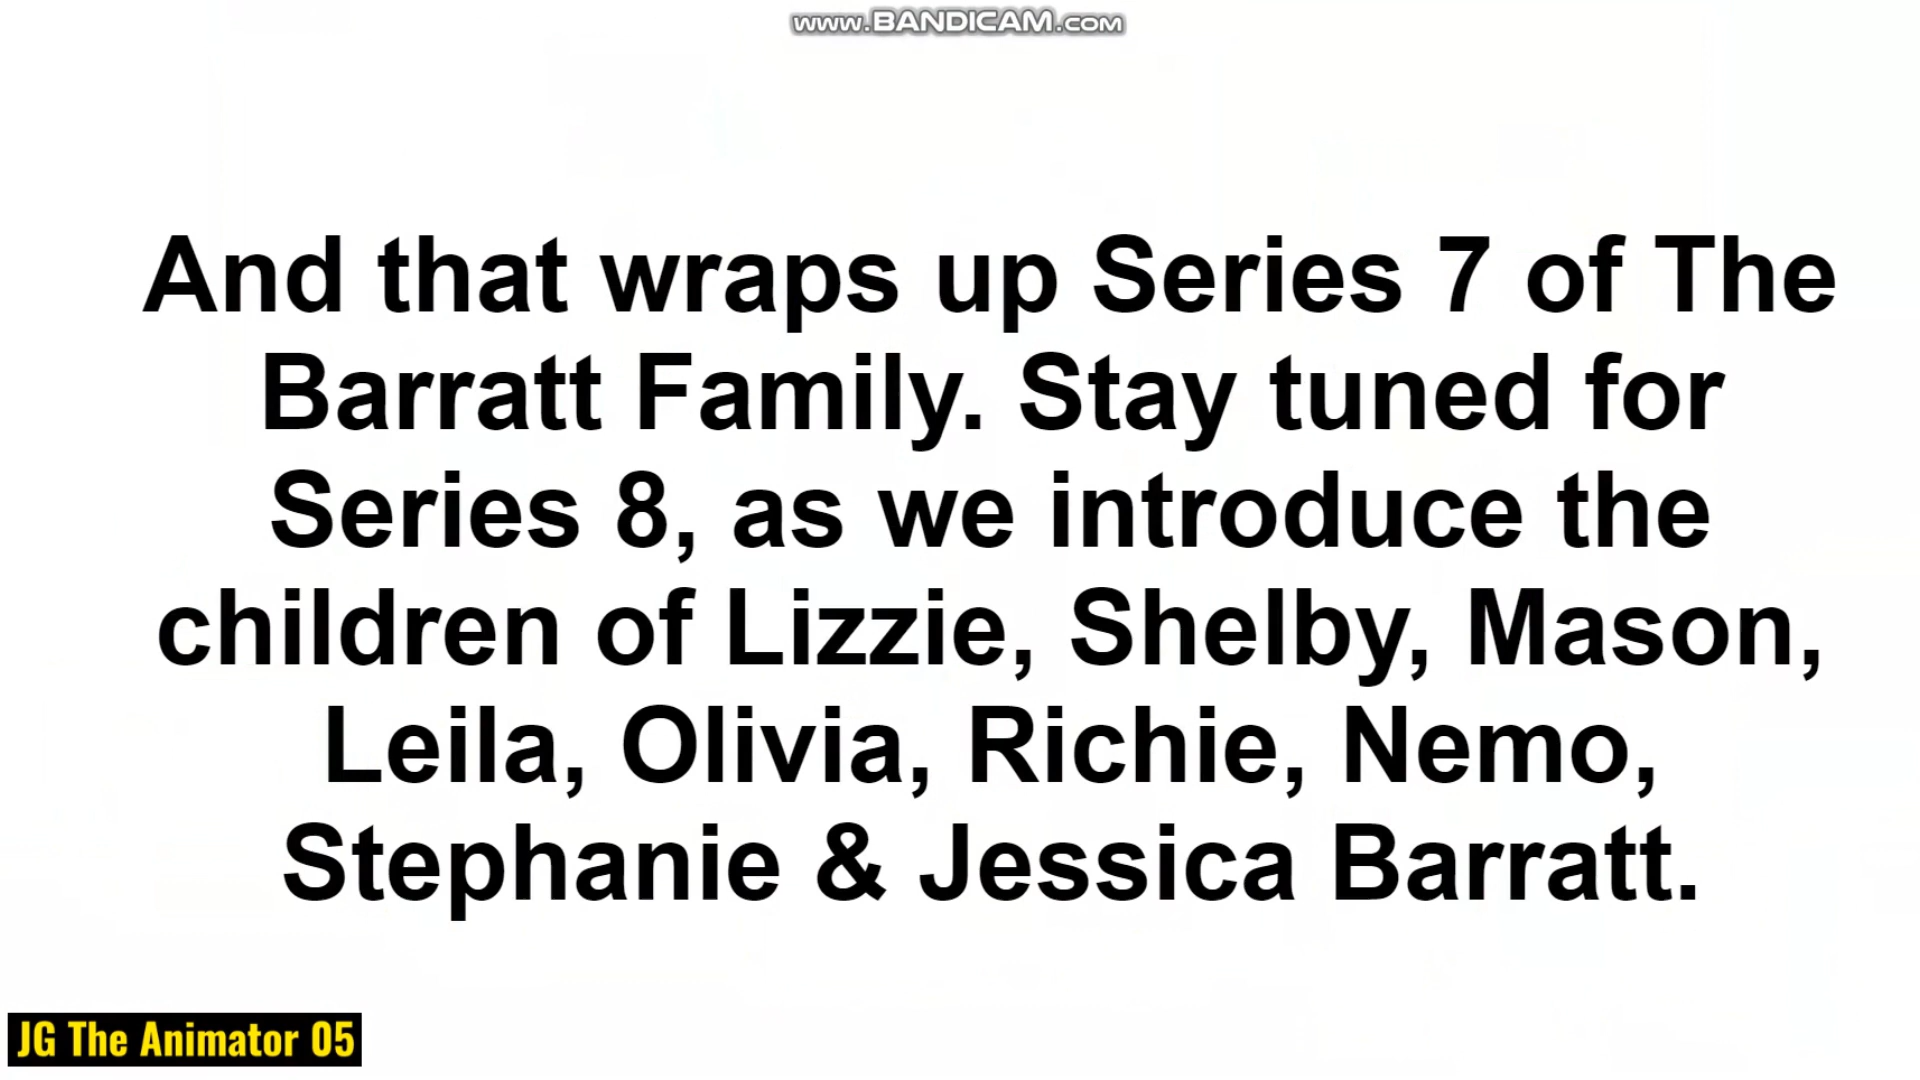 www.BANDICAM.com
And that wraps up Series 7 of The
Barratt Family. Stay tuned for
Series 8, as we introduce the
children of Lizzie, Shelby, Mason,
Leila, Olivia, Richie, Nemo,
Stephanie & Jessica Barratt.
JG The Animator 05